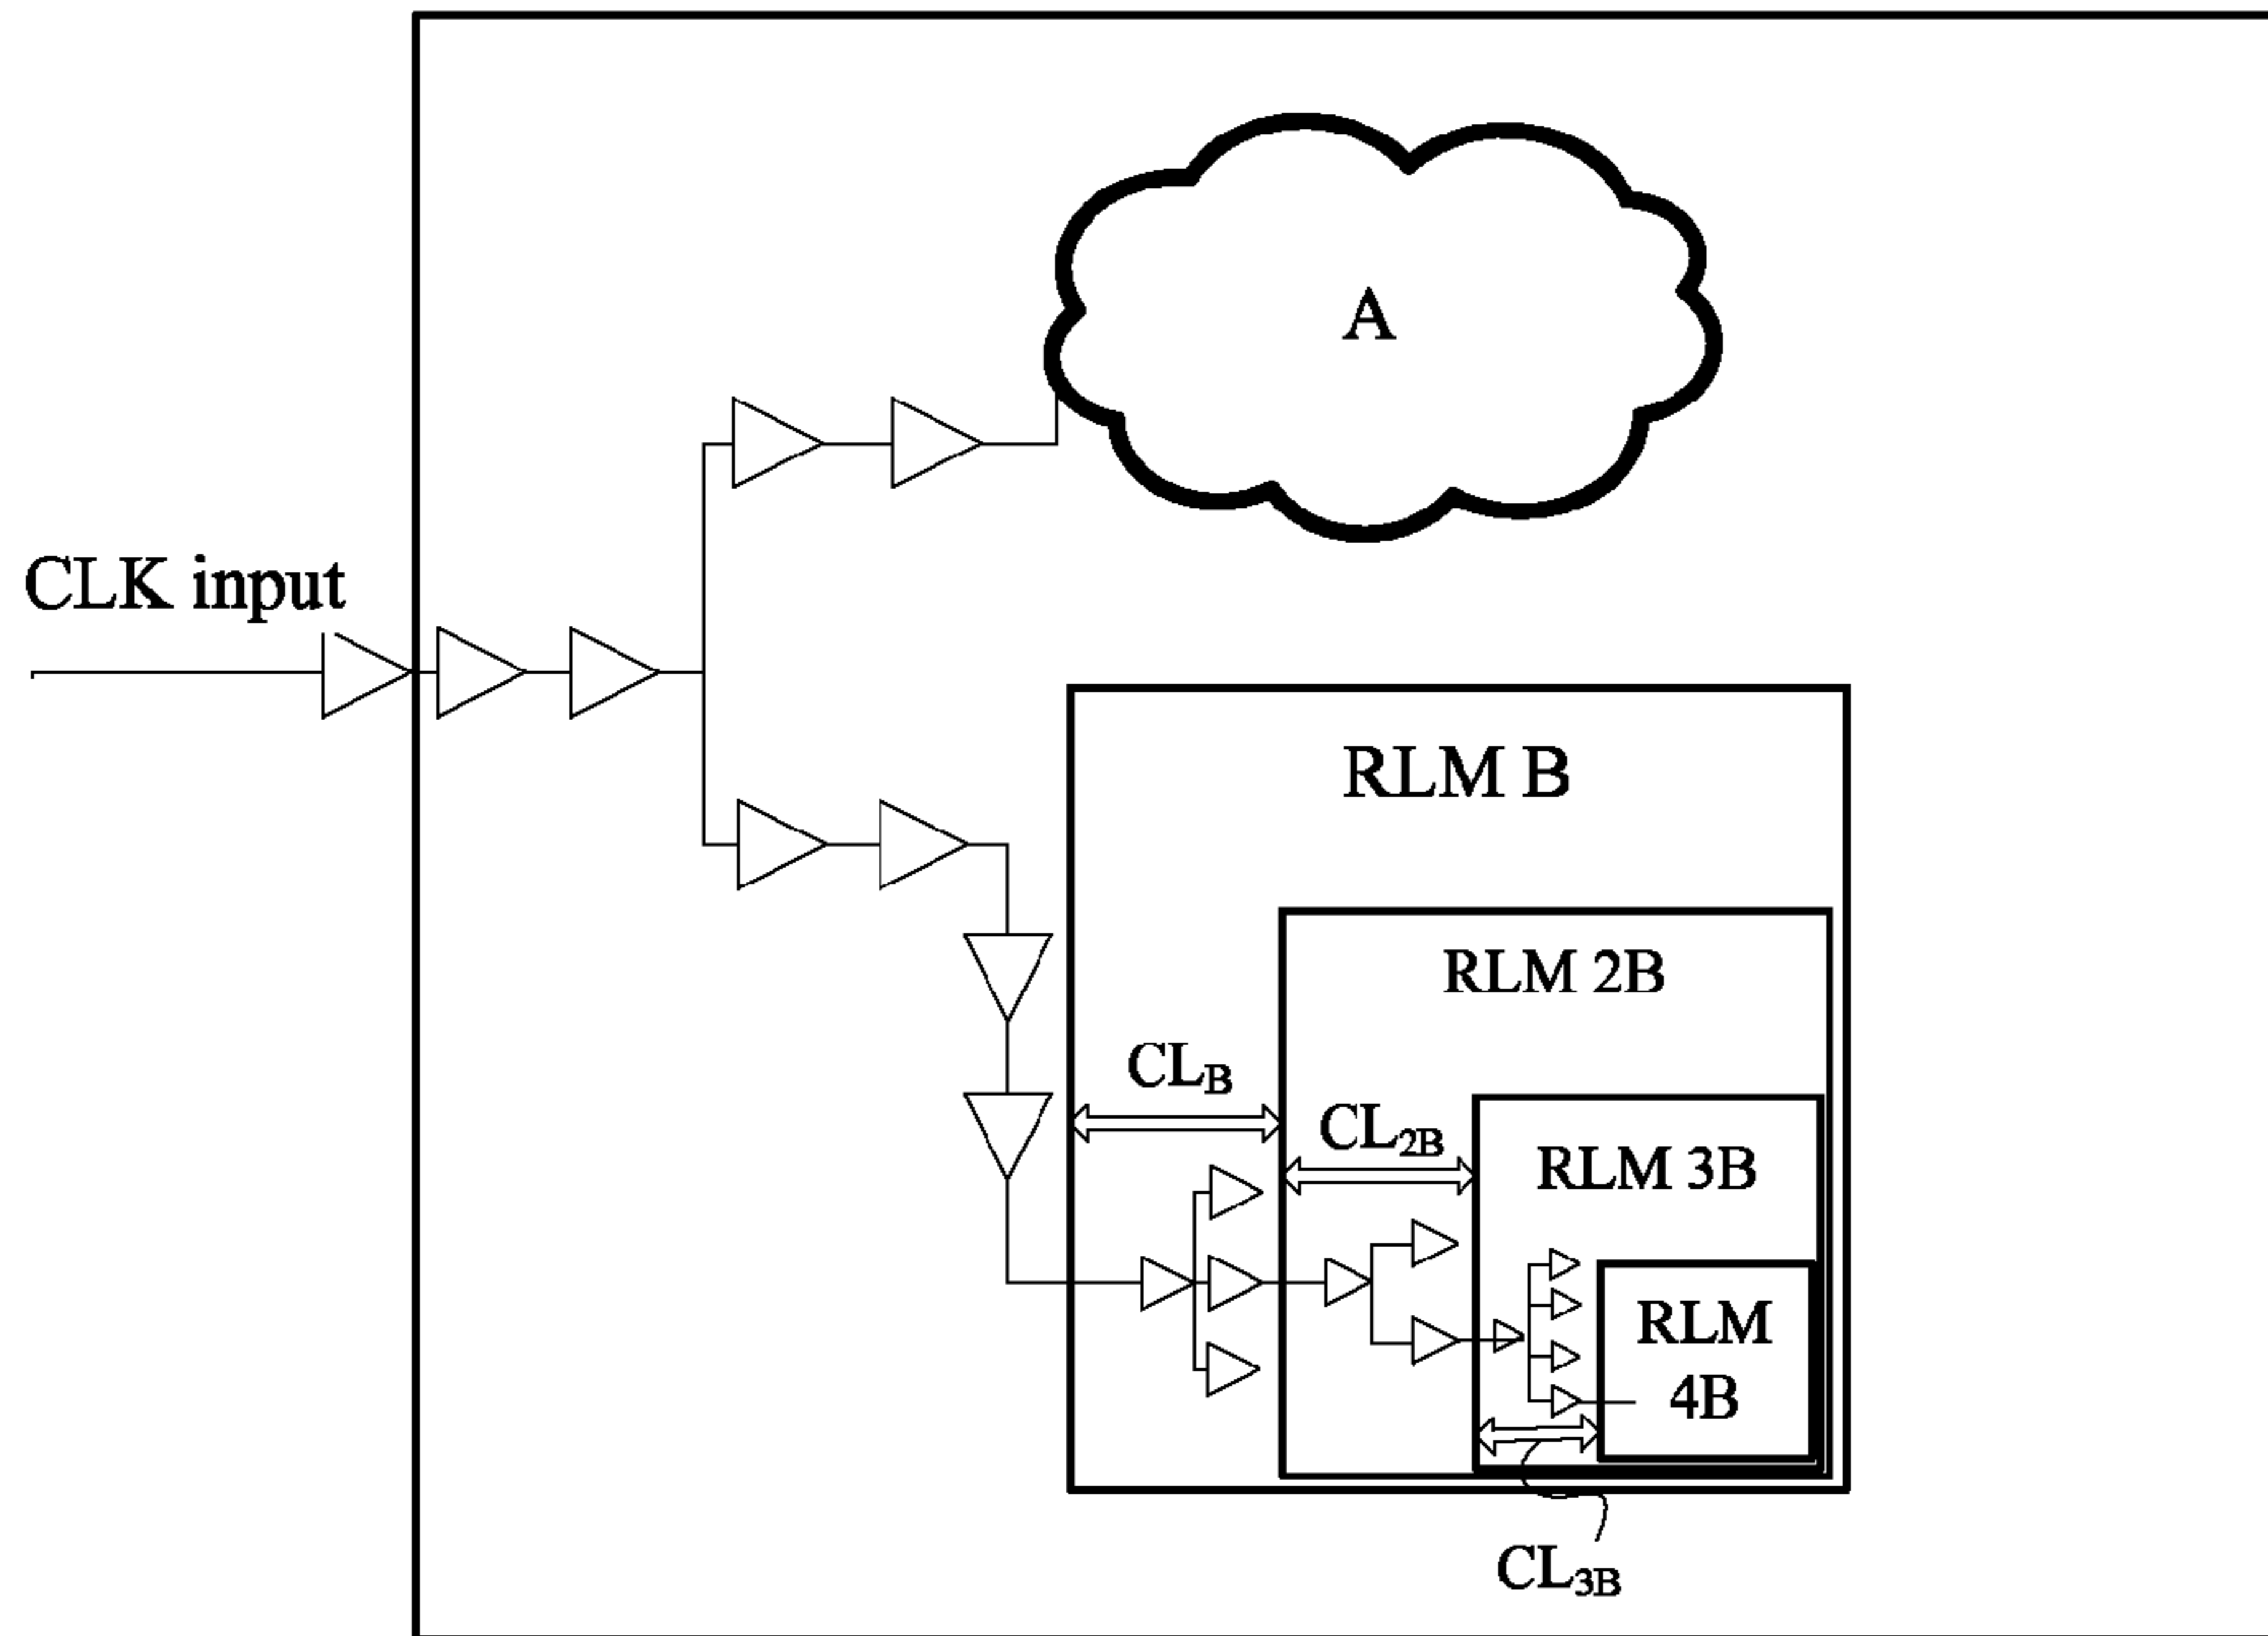 A
CLK input
RLM B
RLM 2B
CL_B
CL_2B
RLM 3B
RLM
4B
CL_3B